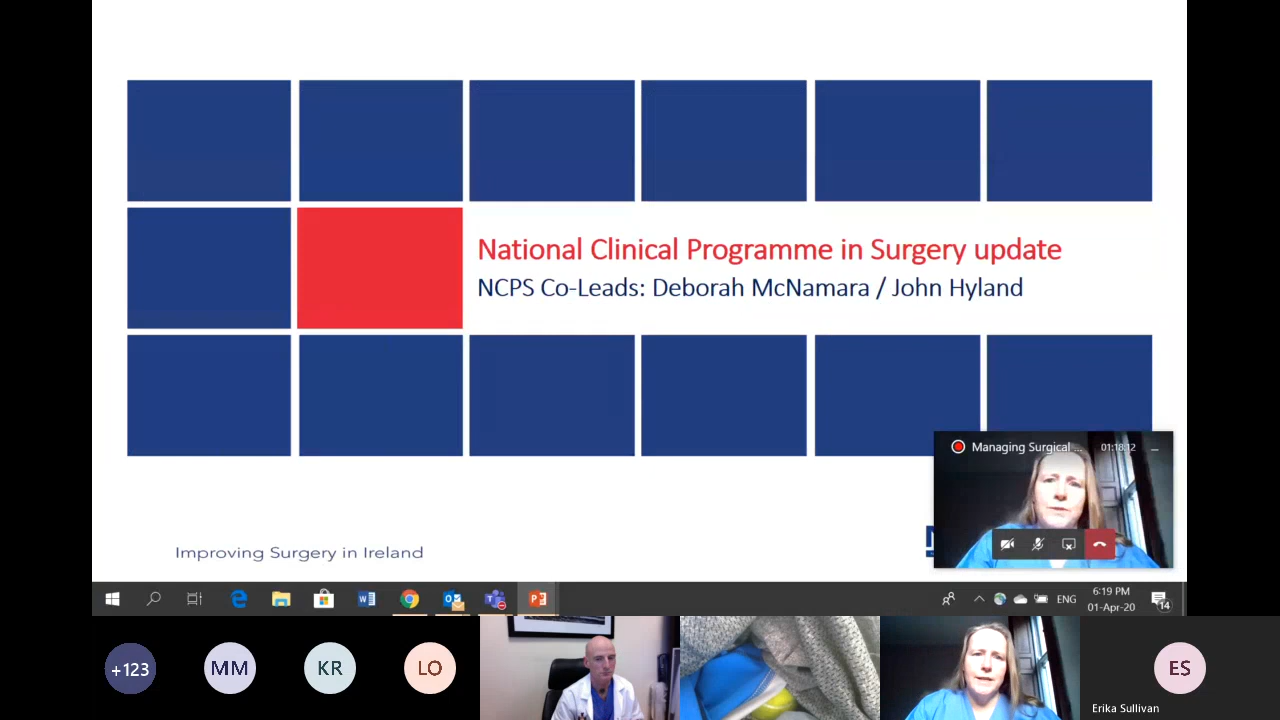 National Clinical Programme in Surgery update
NCPS Co-Leads: Deborah McNamara / John Hyland
Managing Surgical ...
01:18:12
Improving Surgery in Ireland
ENG
6:19 PM
01-Apr-20
14
+123
MM
KR
LO
ES
Erika Sullivan